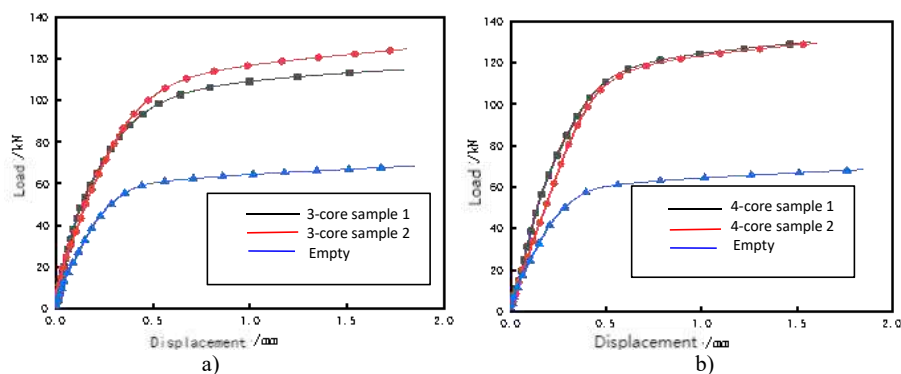 140
120
100
80
60
40
20
0
Load /kN
3-core sample 1
3-core sample 2
Empty
0.0 0.5 1.0 1.5 2.0
Displacement /mm
a)
140
120
100
80
60
40
20
0
Load /kN
4-core sample 1
4-core sample 2
Empty
0.0 0.5 1.0 1.5 2.0
Displacement /mm
b)